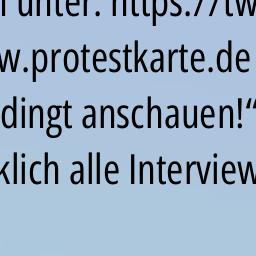 unter: https://tw
w.protestkarte.de
dingt anschauen!“
klich alle Interview